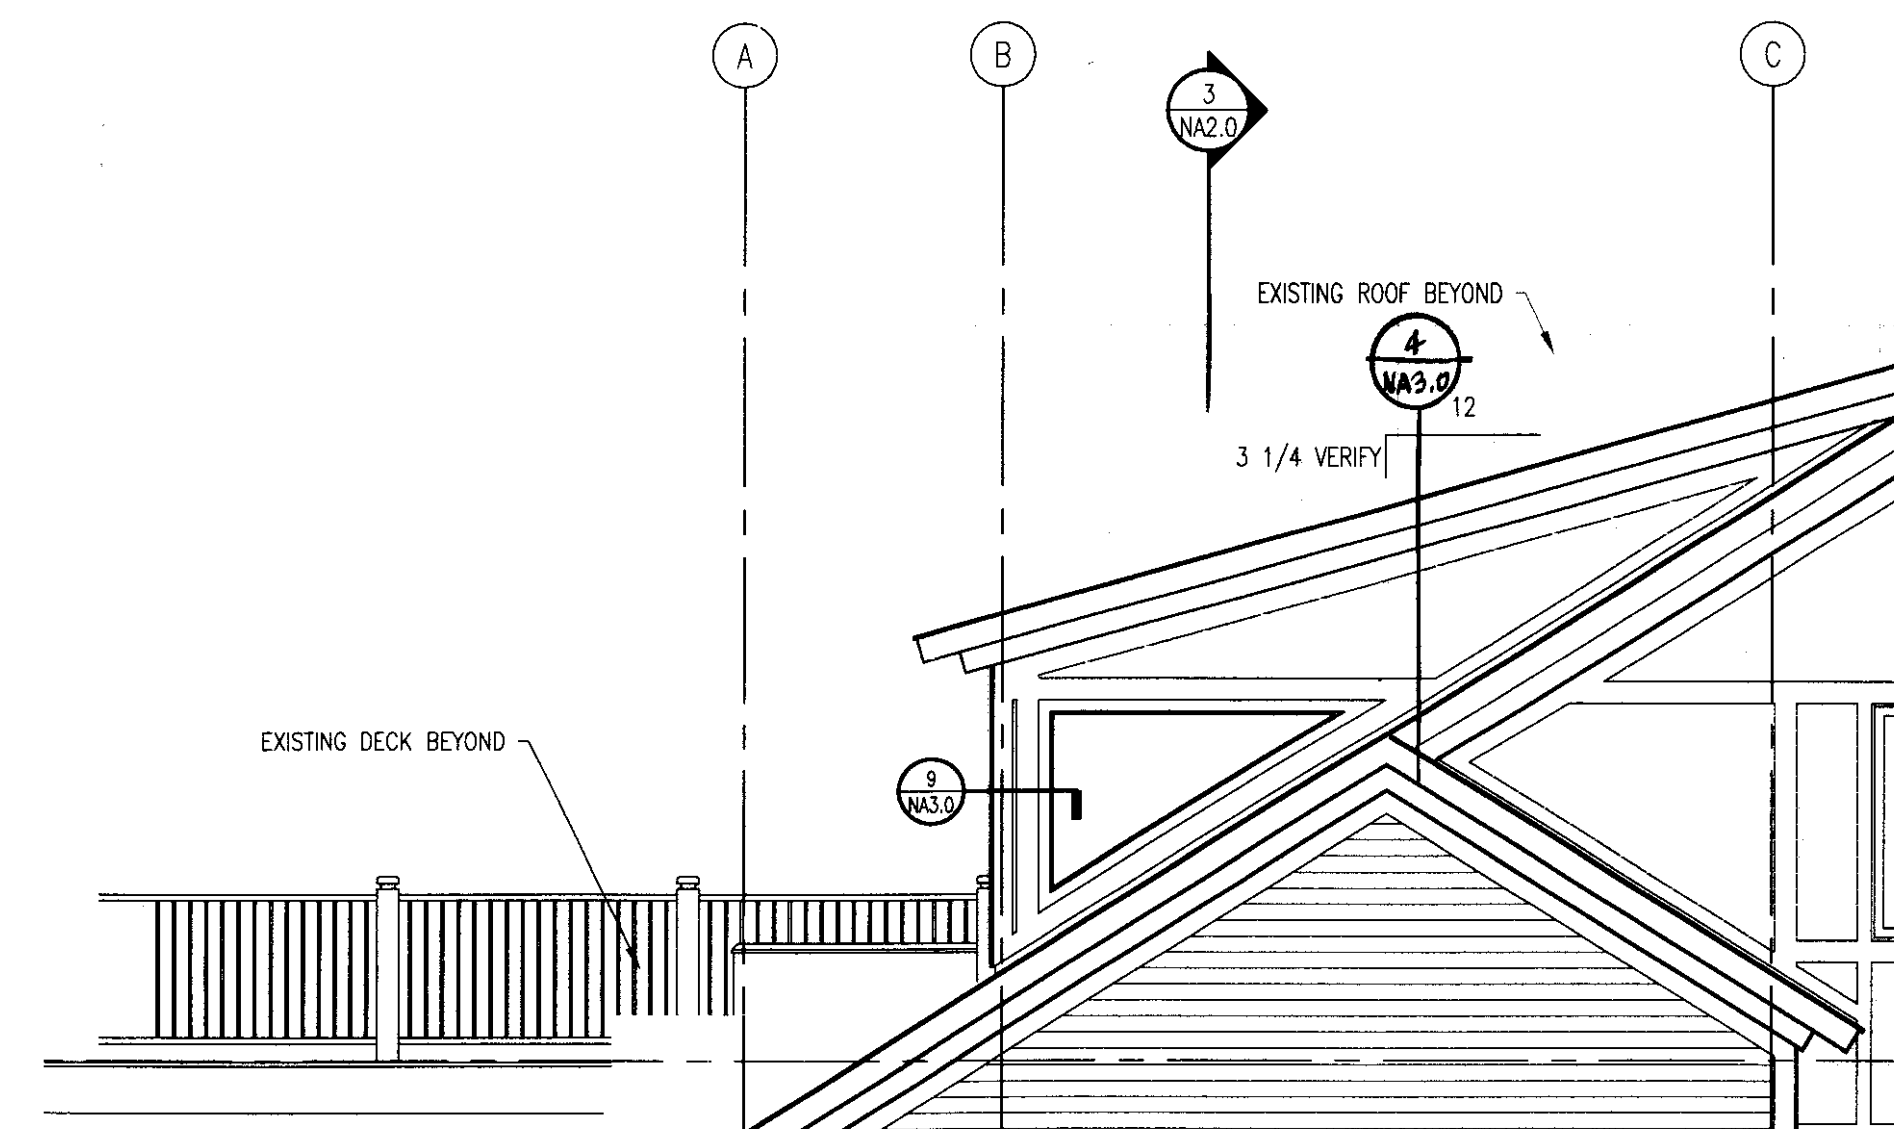 A
B
C
3
NA2.0
EXISTING ROOF BEYOND
4
NA3.0
12
3 1/4 VERIFY
EXISTING DECK BEYOND
9
NA3.0